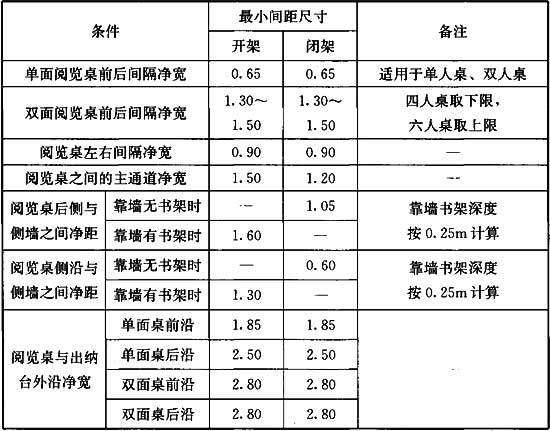 条件 最小间距尺寸 备注
开架 闭架
单面阅览桌前后间隔净宽 0.65 0.65 适用于单人桌、双人桌
双面阅览桌前后间隔净宽 1.30～1.50 1.30～1.50 四人桌取下限，
六人桌取上限
阅览桌左右间隔净宽 0.90 0.90 —
阅览桌之间的主通道净宽 1.50 1.20 —
阅览桌后侧与
侧墙之间净距
靠墙无书架时 — 1.05
靠墙有书架时 1.60 —
靠墙书架深度
按0.25m计算
阅览桌侧沿与
侧墙之间净距
靠墙无书架时 — 0.60
靠墙有书架时 1.30 —
靠墙书架深度
按0.25m计算
阅览桌与出纳
台外沿净宽
单面桌前沿 1.85 1.85
单面桌后沿 2.50 2.50
双面桌前沿 2.80 2.80
双面桌后沿 2.80 2.80
—